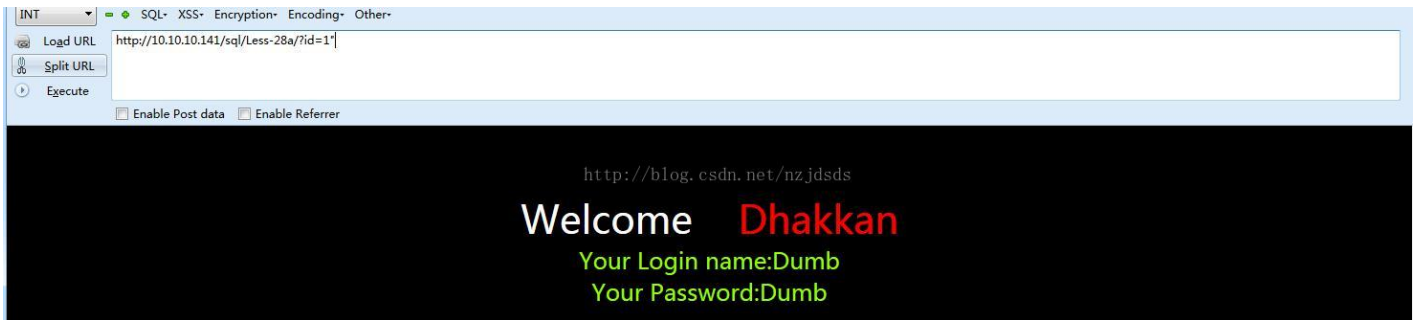 INT SQL- XSS- Encryption- Encoding- Other-
Load URL http://10.10.10.141/sql/Less-28a/?id=1"
Split URL
Execute
Enable Post data Enable Referrer
http://blog.csdn.net/nzjdsds
Welcome Dhakkan
Your Login name:Dumb
Your Password:Dumb